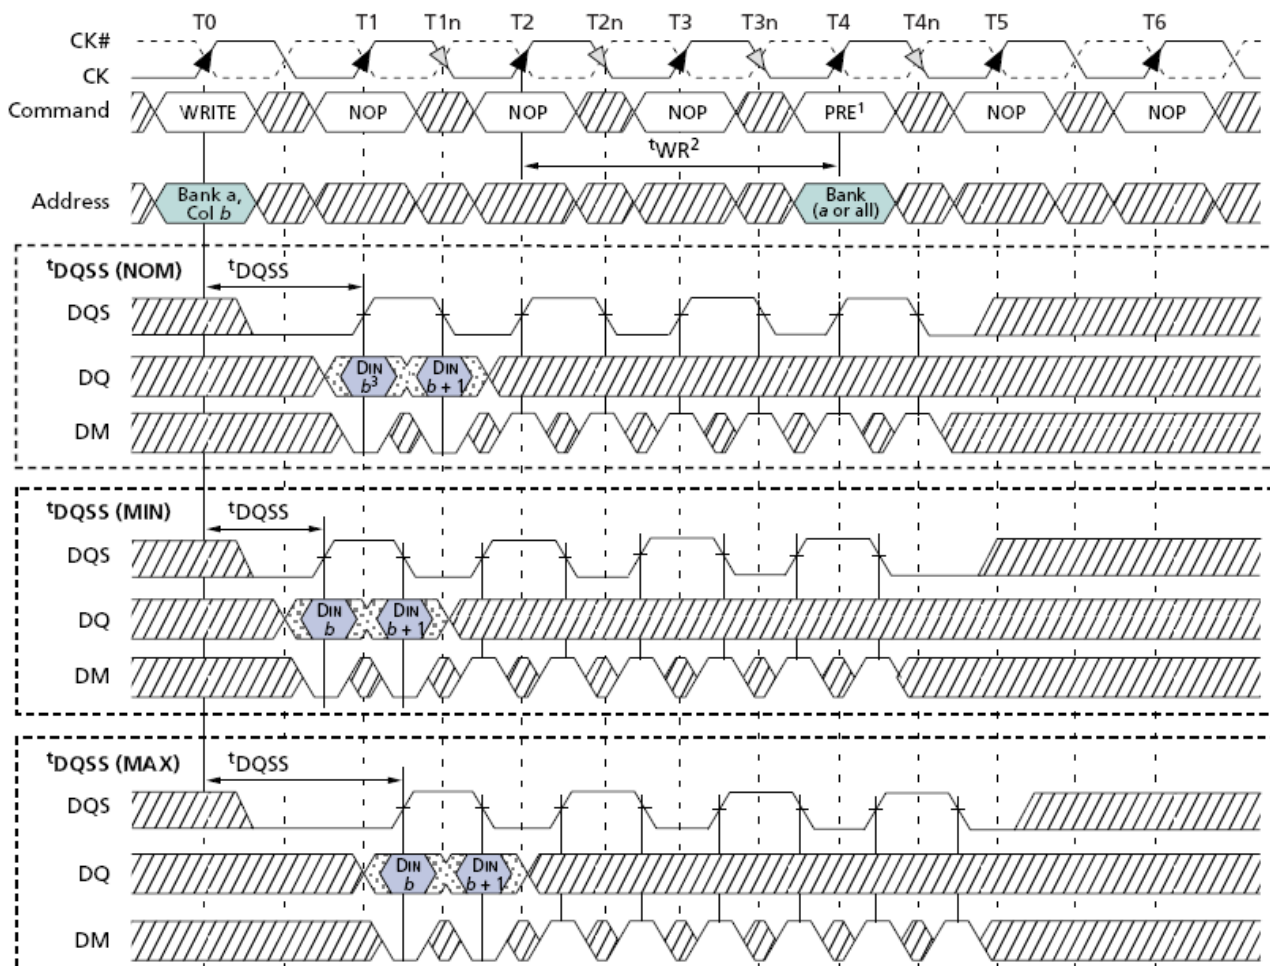 T0 T1 T1n T2 T2n T3 T3n T4 T4n T5 T6
CK#
CK
Command WRITE NOP NOP NOP PRE¹ NOP NOP
tWR²
Address Bank a, Bank
Col b (a or all)
tDQSS (NOM) tDQSS
DQS
DQ DIN DIN
b³ b + 1
DM
tDQSS (MIN) tDQSS
DQS
DQ DIN DIN
b b + 1
DM
tDQSS (MAX) tDQSS
DQS
DQ DIN DIN
b b + 1
DM